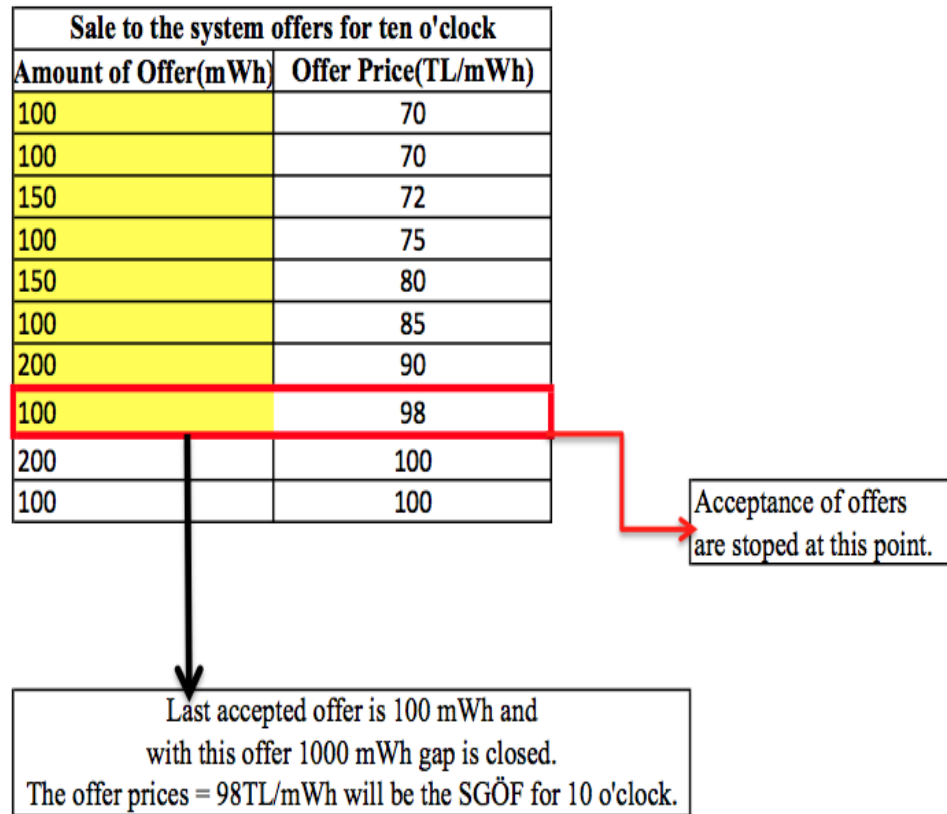 Sale to the system offers for ten o'clock
Amount of Offer(mWh) Offer Price(TL/mWh)
100 70
100 70
150 72
100 75
150 80
100 85
200 90
100 98
200 100
100 100
Acceptance of offers
are stoped at this point.
Last accepted offer is 100 mWh and
with this offer 1000 mWh gap is closed.
The offer prices = 98TL/mWh will be the SGÖF for 10 o'clock.